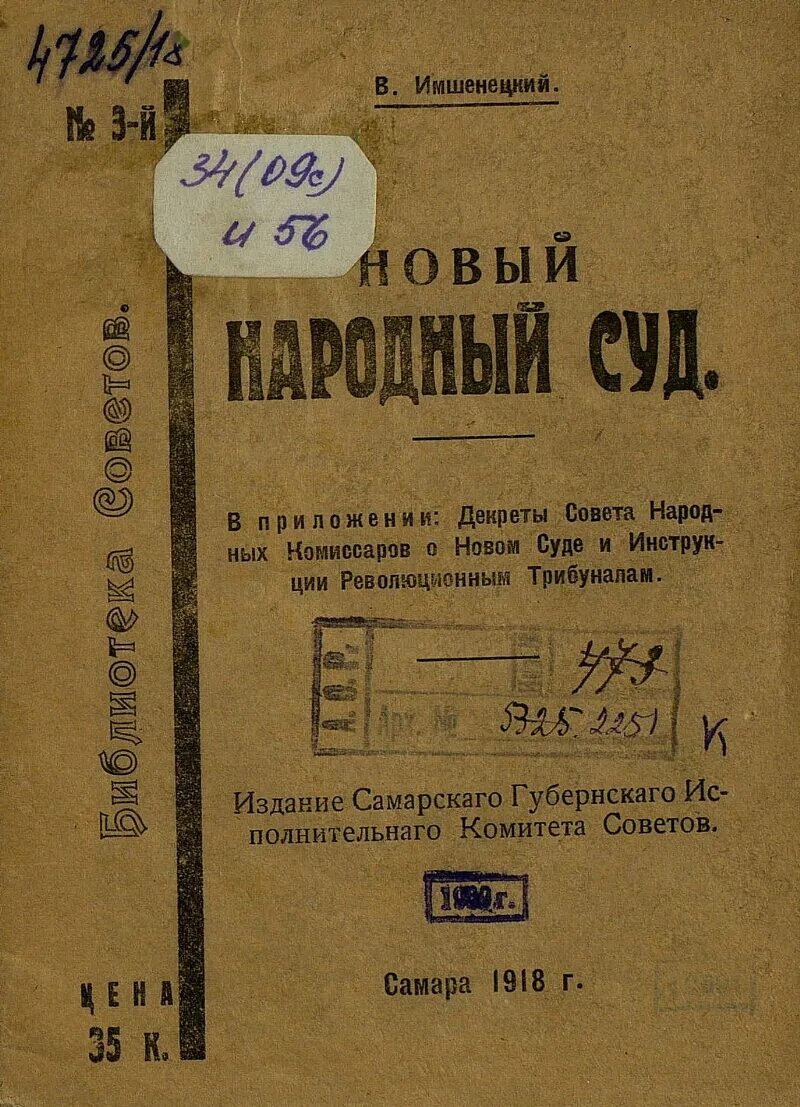 4725/18
В. Имшенецкий.
№ 3-й
34(09с)
И 56
НОВЫЙ
НАРОДНЫЙ СУД.
Библиотека Советов.
В приложении: Декреты Совета Народ-
ных Комиссаров о Новом Суде и Инструк-
ции Революционным Трибуналам.
К
Издание Самарскаго Губернскаго Ис-
полнительнаго Комитета Советов.
Самара 1918 г.
ЦЕНА
35 К.